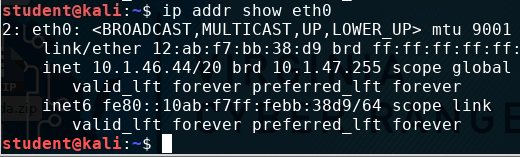 student@kali:~$ ip addr show eth0
2: eth0: <BROADCAST,MULTICAST,UP,LOWER_UP> mtu 9001
link/ether 12:ab:f7:bb:38:d9 brd ff:ff:ff:ff:ff:
inet 10.1.46.44/20 brd 10.1.47.255 scope global
valid_lft forever preferred_lft forever
inet6 fe80::10ab:f7ff:febb:38d9/64 scope link
valid_lft forever preferred_lft forever
student@kali:~$
da.zip